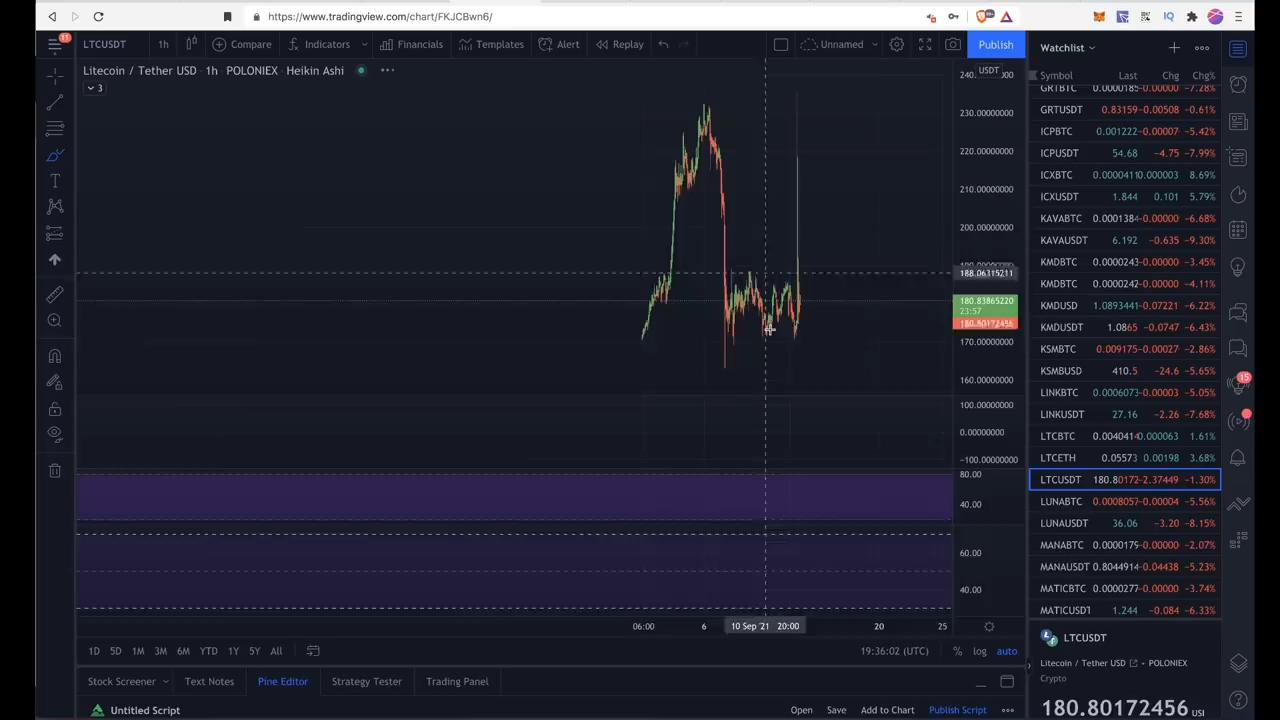 https://www.tradingview.com/chart/FKJCBwn6/
11
LTCUSDT 1h Compare Indicators Financials Templates Alert Replay Unnamed Publish
Litecoin / Tether USD · 1h · POLONIEX · Heikin Ashi
3
USDT
230.00000000
220.00000000
210.00000000
200.00000000
188.06315211
180.83865220
23:57
180.80172456
170.00000000
160.00000000
100.00000000
0.00000000
−100.00000000
80.00
40.00
60.00
40.00
06:00 6 10 Sep '21 20:00 20 25
1D 5D 1M 3M 6M YTD 1Y 5Y All 19:36:02 (UTC) % log auto
Stock Screener Text Notes Pine Editor Strategy Tester Trading Panel
Untitled Script Open Save Add to Chart Publish Script
Watchlist
Symbol Last Chg Chg%
GRTBTC 0.0000185 −0.00000 −7.28%
GRTUSDT 0.83159 −0.00508 −0.61%
ICPBTC 0.001222 −0.00007 −5.42%
ICPUSDT 54.68 −4.75 −7.99%
ICXBTC 0.0000411 0.000003 8.69%
ICXUSDT 1.844 0.101 5.79%
KAVABTC 0.0001384 −0.00000 −6.68%
KAVAUSDT 6.192 −0.635 −9.30%
KMDBTC 0.0000243 −0.00000 −3.45%
KMDBTC 0.0000242 −0.00000 −4.11%
KMDUSD 1.0893441 −0.07221 −6.22%
KMDUSDT 1.0865 −0.0747 −6.43%
KSMBTC 0.009175 −0.00027 −2.86%
KSMBUSD 410.5 −24.6 −5.65%
LINKBTC 0.0006073 −0.00003 −5.05%
LINKUSDT 27.16 −2.26 −7.68%
LTCBTC 0.0040414 0.000063 1.61%
LTCETH 0.05573 0.00198 3.68%
LTCUSDT 180.80172 −2.37449 −1.30%
LUNABTC 0.0008057 −0.00004 −5.56%
LUNAUSDT 36.06 −3.20 −8.15%
MANABTC 0.0000179 −0.00000 −2.07%
MANAUSDT 0.8044914 −0.04438 −5.23%
MATICBTC 0.0000277 −0.00000 −3.74%
MATICUSDT 1.244 −0.084 −6.33%
LTCUSDT
Litecoin / Tether USD · POLONIEX
Crypto
180.80172456
15